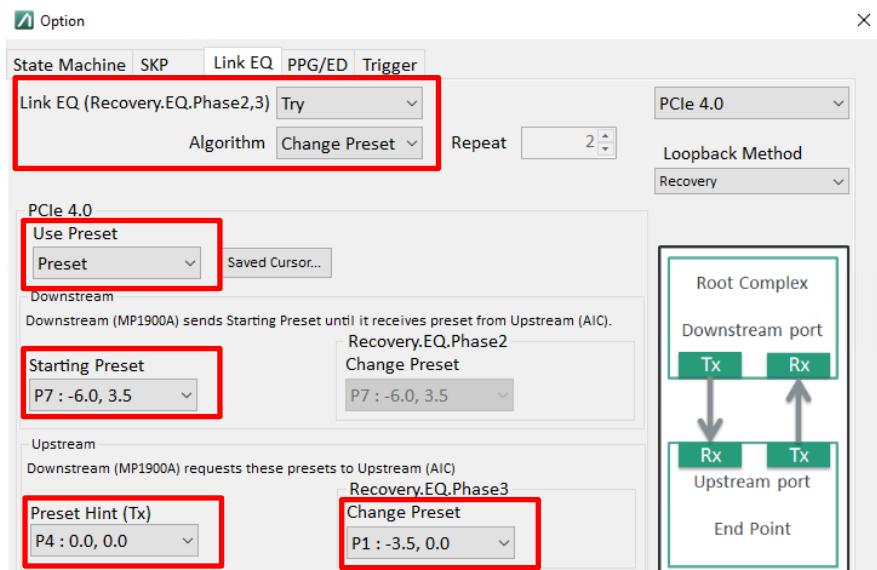 Option
State Machine SKP Link EQ PPG/ED Trigger
Link EQ (Recovery.EQ.Phase2,3) Try
PCIe 4.0
Algorithm Change Preset Repeat 2
Loopback Method
Recovery
PCIe 4.0
Use Preset
Preset Saved Cursor...
Downstream
Downstream (MP1900A) sends Starting Preset until it receives preset from Upstream (AIC).
Recovery.EQ.Phase2
Starting Preset Change Preset
P7 : -6.0, 3.5 P7 : -6.0, 3.5
Upstream
Downstream (MP1900A) requests these presets to Upstream (AIC)
Recovery.EQ.Phase3
Preset Hint (Tx) Change Preset
P4 : 0.0, 0.0 P1 : -3.5, 0.0
Root Complex
Downstream port
Tx Rx
Rx Tx
Upstream port
End Point